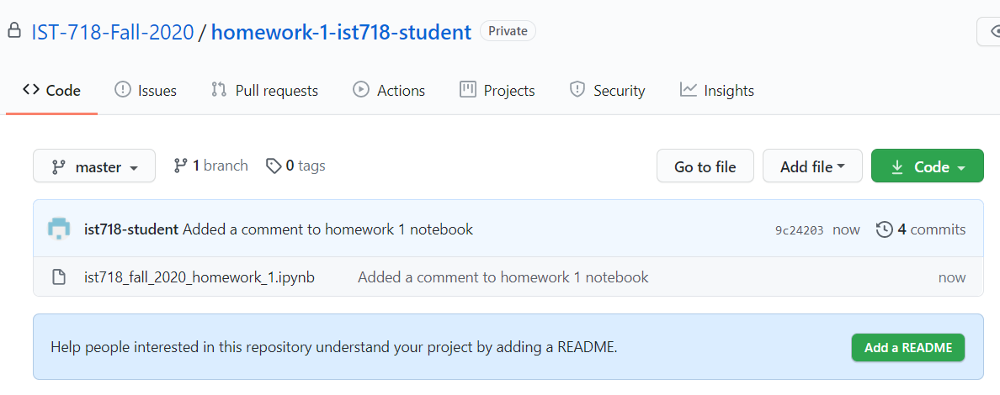 IST-718-Fall-2020 / homework-1-ist718-student Private
Code Issues Pull requests Actions Projects Security Insights
master 1 branch 0 tags Go to file Add file Code
ist718-student Added a comment to homework 1 notebook 9c24203 now 4 commits
ist718_fall_2020_homework_1.ipynb Added a comment to homework 1 notebook now
Help people interested in this repository understand your project by adding a README. Add a README